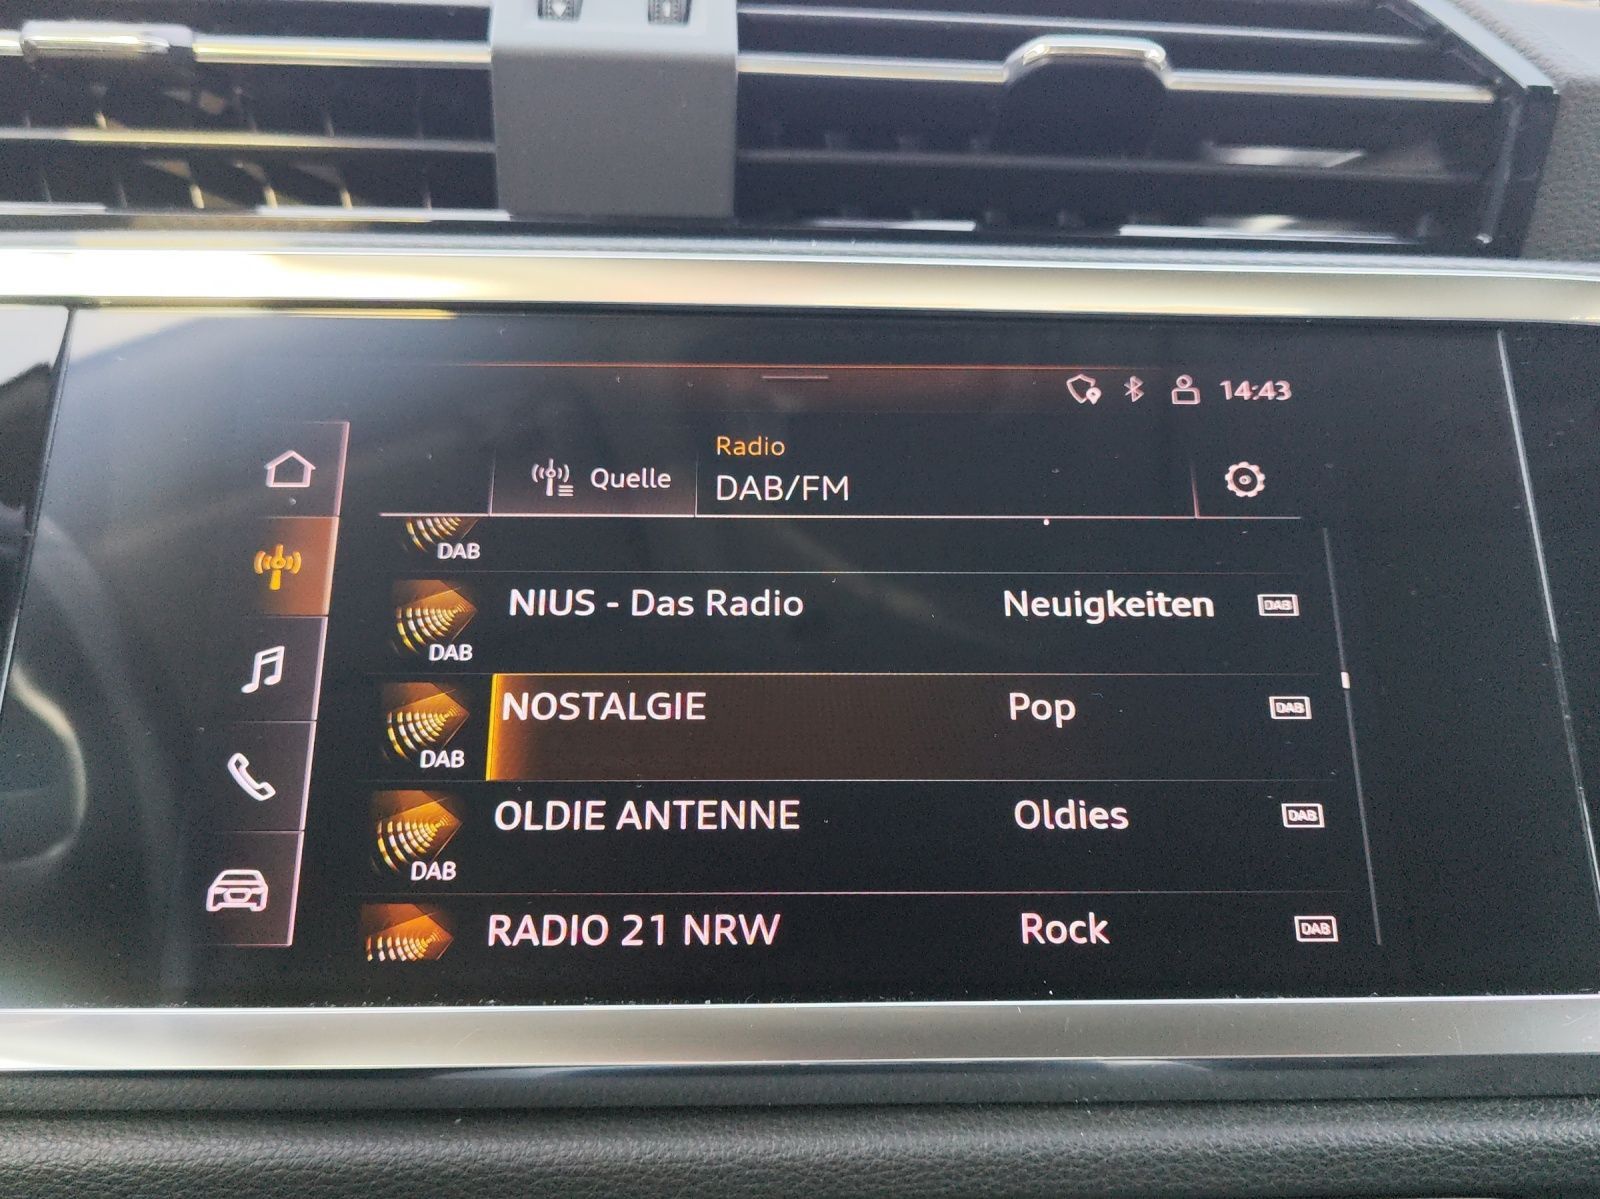 14:43
Radio
Quelle
DAB/FM
DAB
NIUS - Das Radio Neuigkeiten DAB
DAB
NOSTALGIE Pop DAB
DAB
OLDIE ANTENNE Oldies DAB
DAB
RADIO 21 NRW Rock DAB